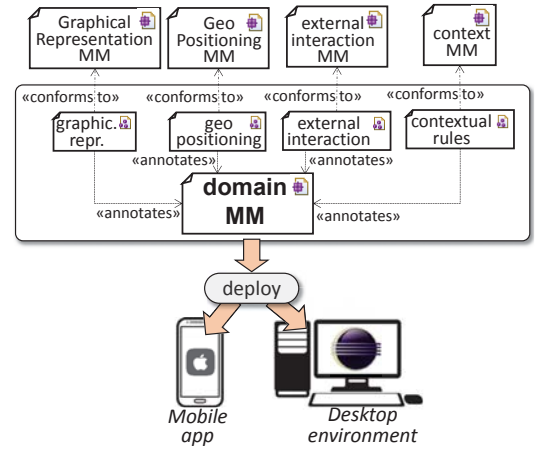 Graphical
Representation
MM
Geo
Positioning
MM
external
interaction
MM
context
MM
«conforms to»
«conforms to»
«conforms to»
«conforms to»
graphic.
repr.
geo
positioning
external
interaction
contextual
rules
«annotates»
«annotates»
domain
MM
«annotates»
«annotates»
deploy
Mobile
app
Desktop
environment